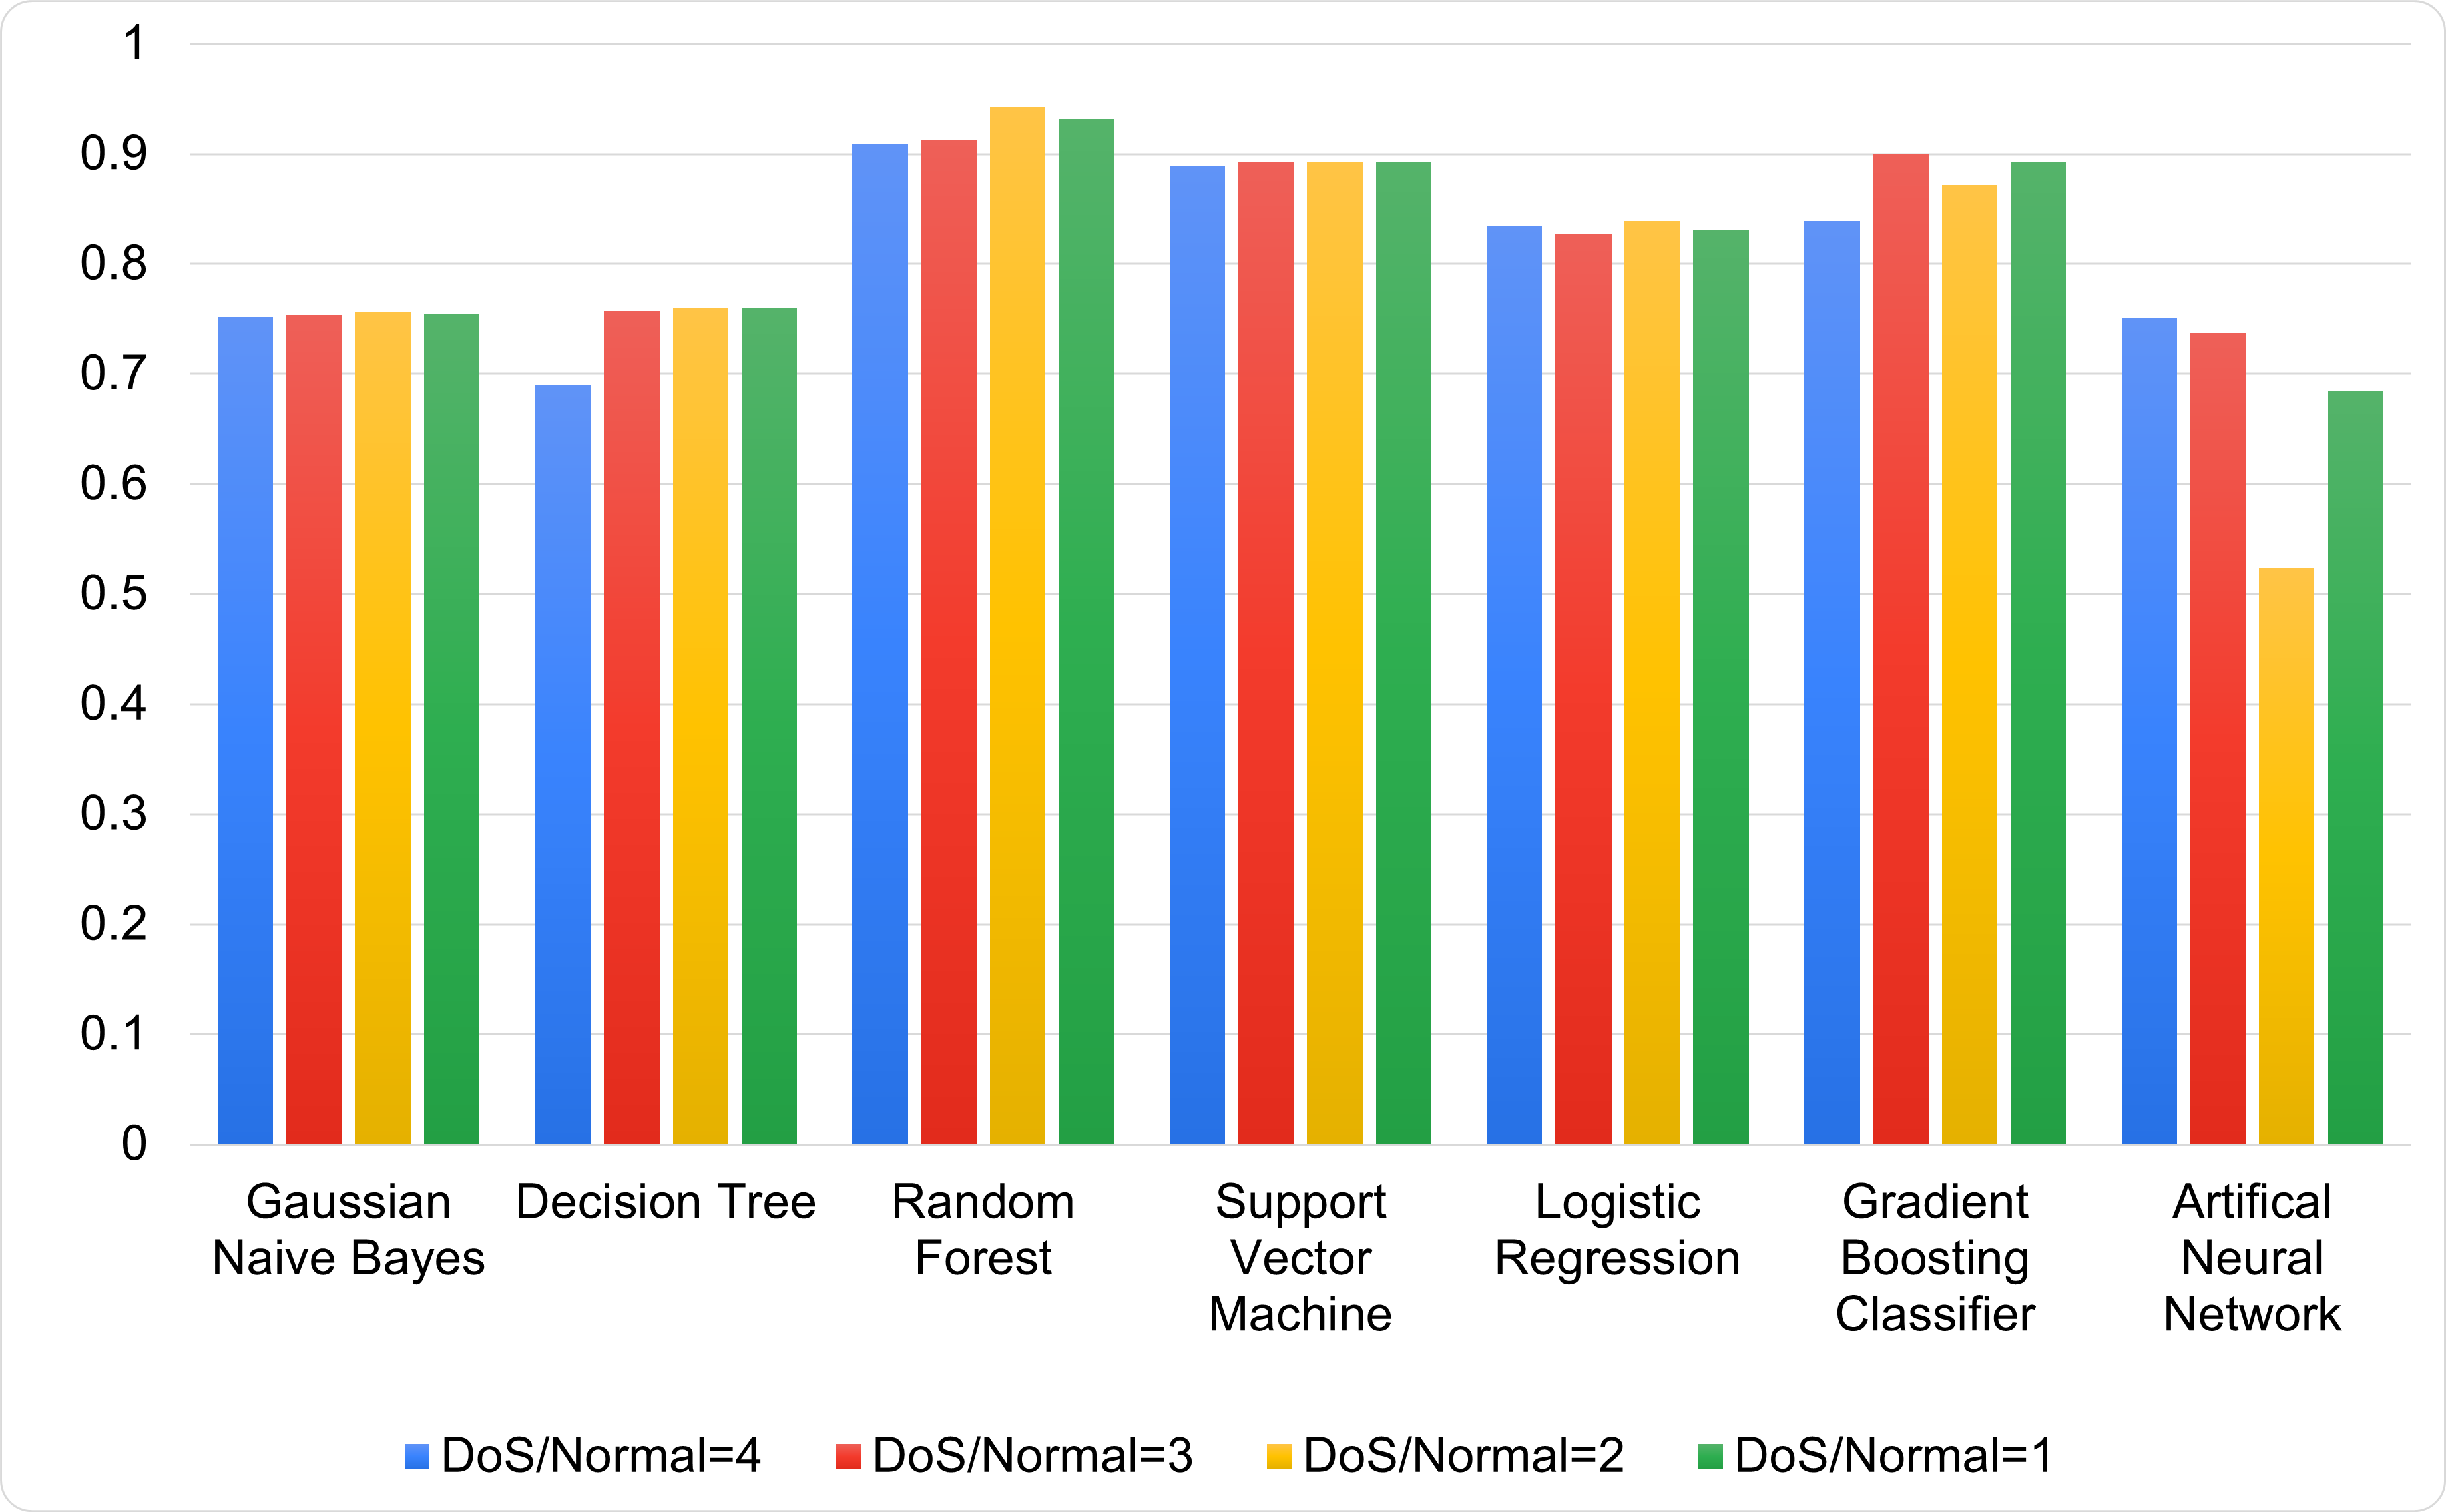 1
0.9
0.8
0.7
0.6
0.5
0.4
0.3
0.2
0.1
0
Gaussian
Naive Bayes
Decision Tree
Random
Forest
Support
Vector
Machine
Logistic
Regression
Gradient
Boosting
Classifier
Artifical
Neural
Network
DoS/Normal=4
DoS/Normal=3
DoS/Normal=2
DoS/Normal=1